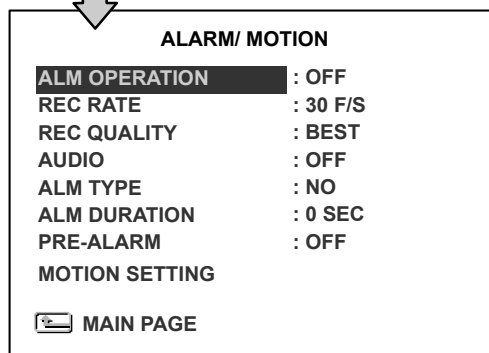 ALARM/ MOTION
ALM OPERATION : OFF
REC RATE : 30 F/S
REC QUALITY : BEST
AUDIO : OFF
ALM TYPE : NO
ALM DURATION : 0 SEC
PRE-ALARM : OFF
MOTION SETTING
MAIN PAGE